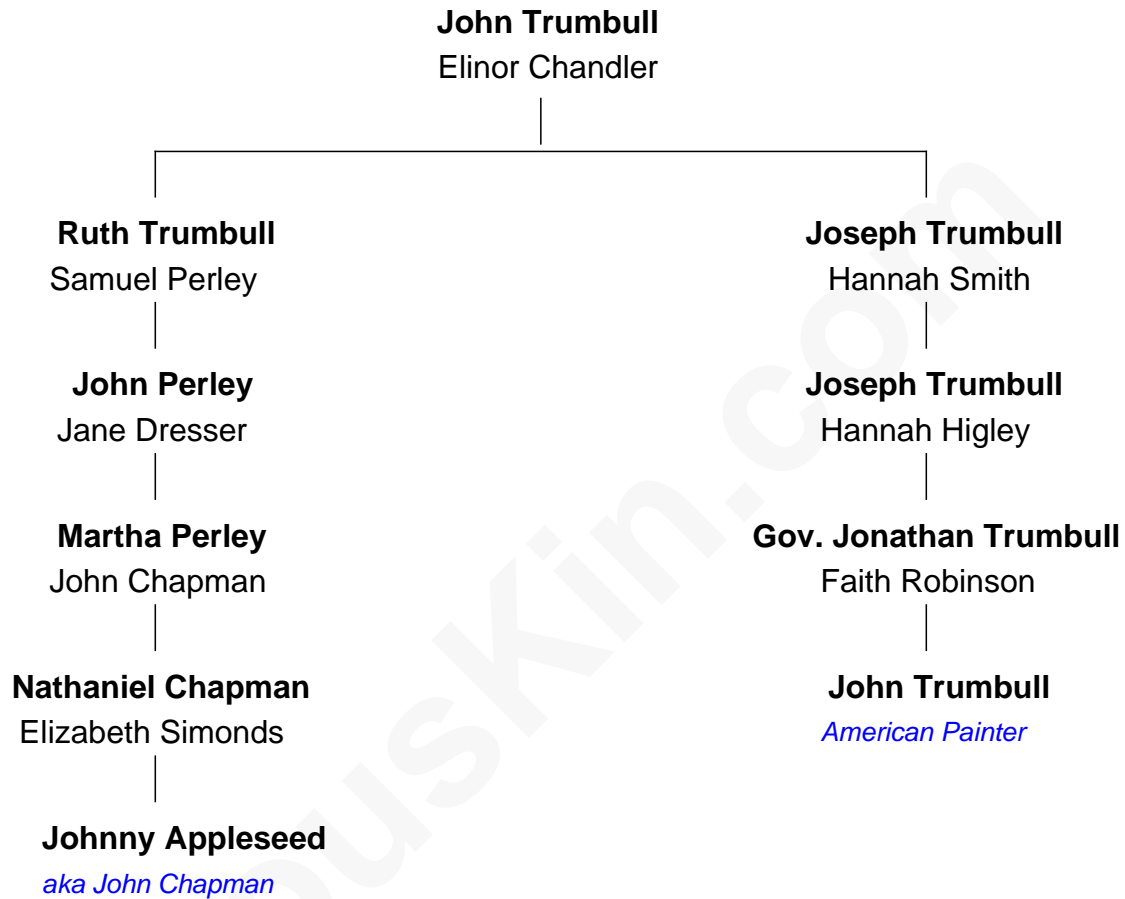 John Trumbull
Elinor Chandler
Ruth Trumbull
Samuel Perley
Joseph Trumbull
Hannah Smith
John Perley
Jane Dresser
Joseph Trumbull
Hannah Higley
Martha Perley
John Chapman
Gov. Jonathan Trumbull
Faith Robinson
Nathaniel Chapman
Elizabeth Simonds
John Trumbull
American Painter
Johnny Appleseed
aka John Chapman
ousKin.com